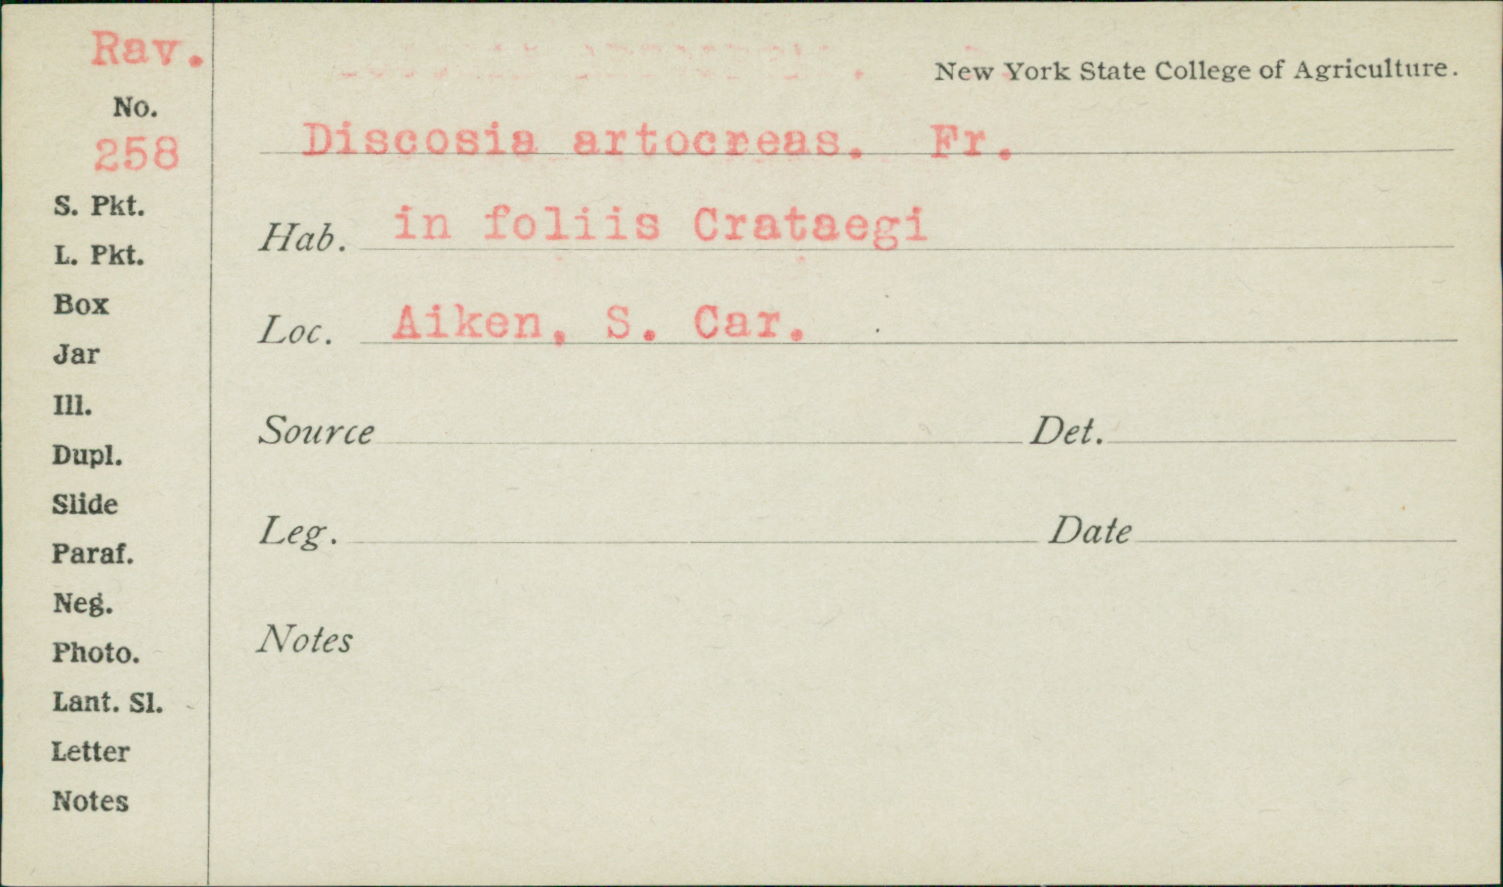 Rav.
No.
258
S. Pkt.
L. Pkt.
Box
Jar
Ill.
Dupl.
Slide
Paraf.
Neg.
Photo.
Lant. Sl.
Letter
Notes
New York State College of Agriculture.
Discosia artocreas. Fr.
Hab. in foliis Crataegi
Loc. Aiken, S. Car.
Source Det.
Leg. Date
Notes